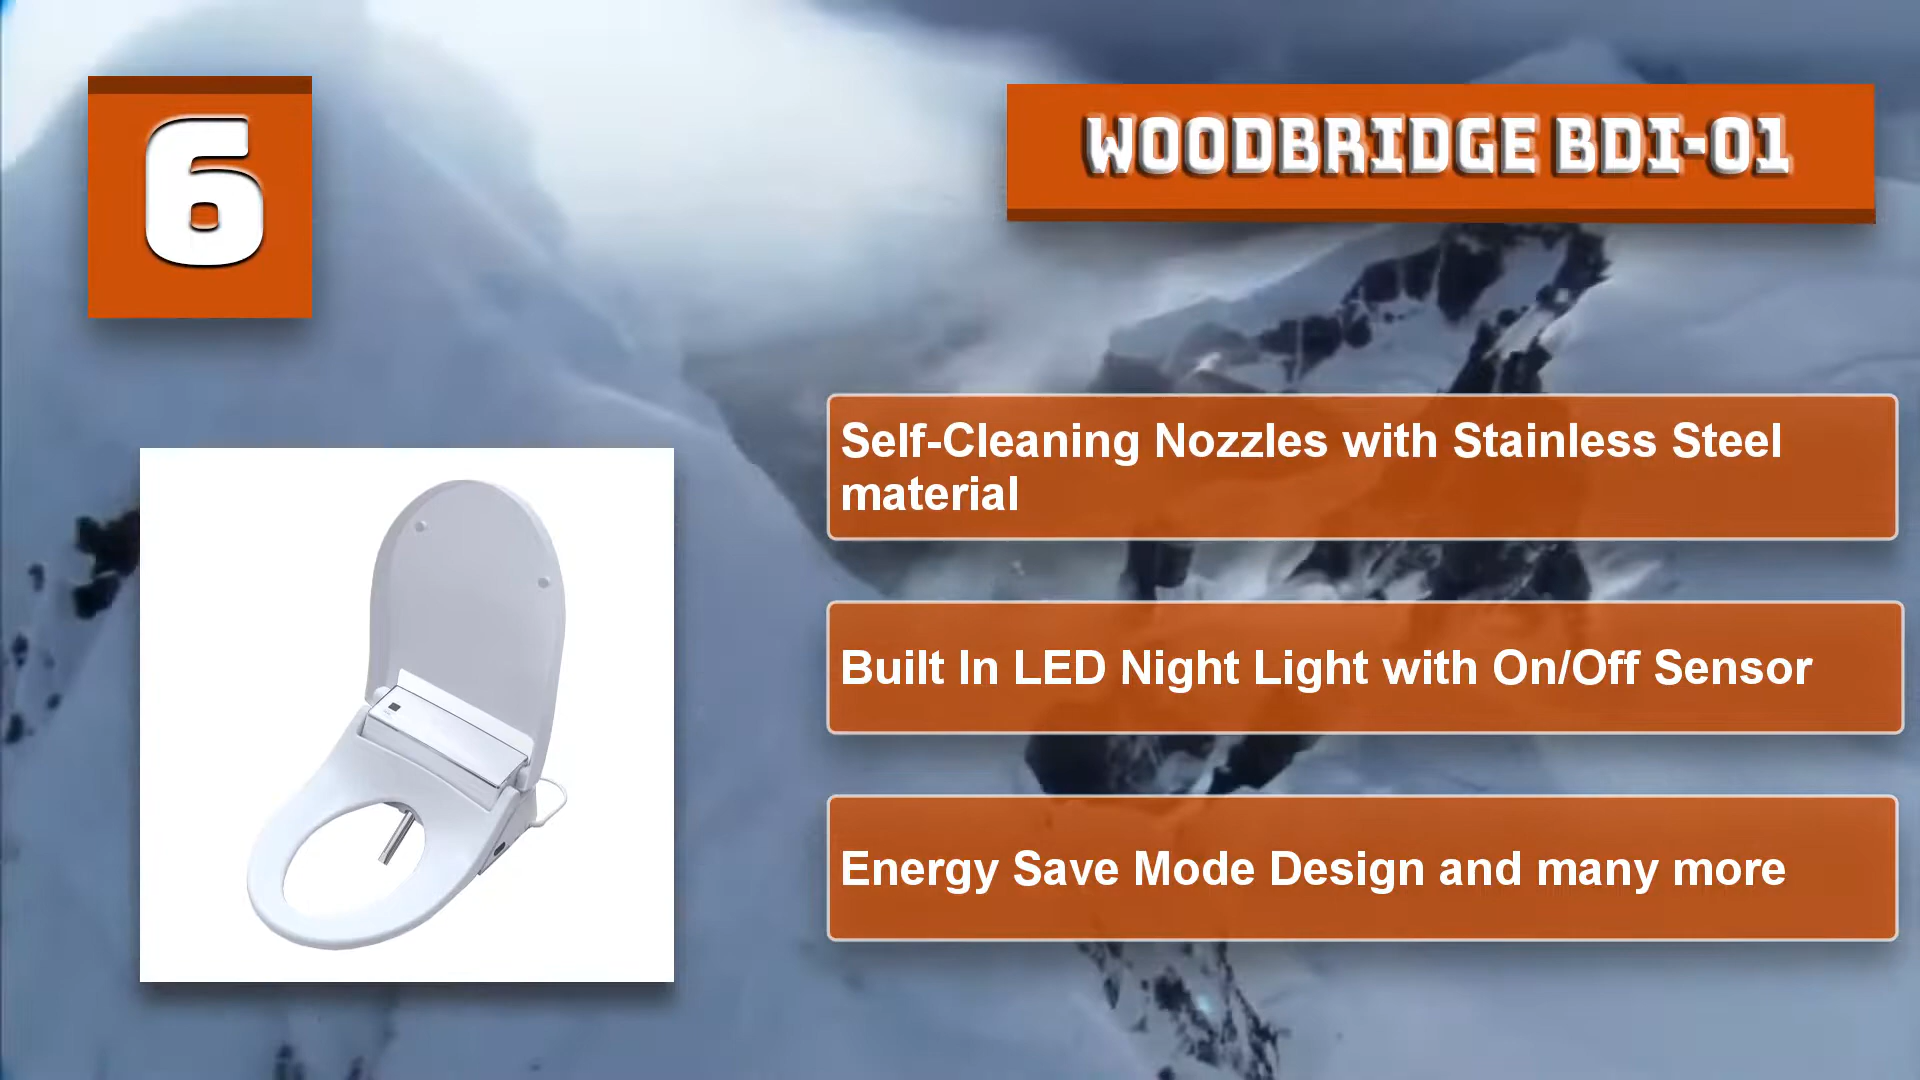 6
WOODBRIDGE BDI-01
Self-Cleaning Nozzles with Stainless Steel
material
Built In LED Night Light with On/Off Sensor
Energy Save Mode Design and many more